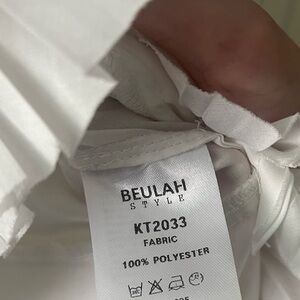 BEULAH
STYLE
KT2033
FABRIC
100% POLYESTER